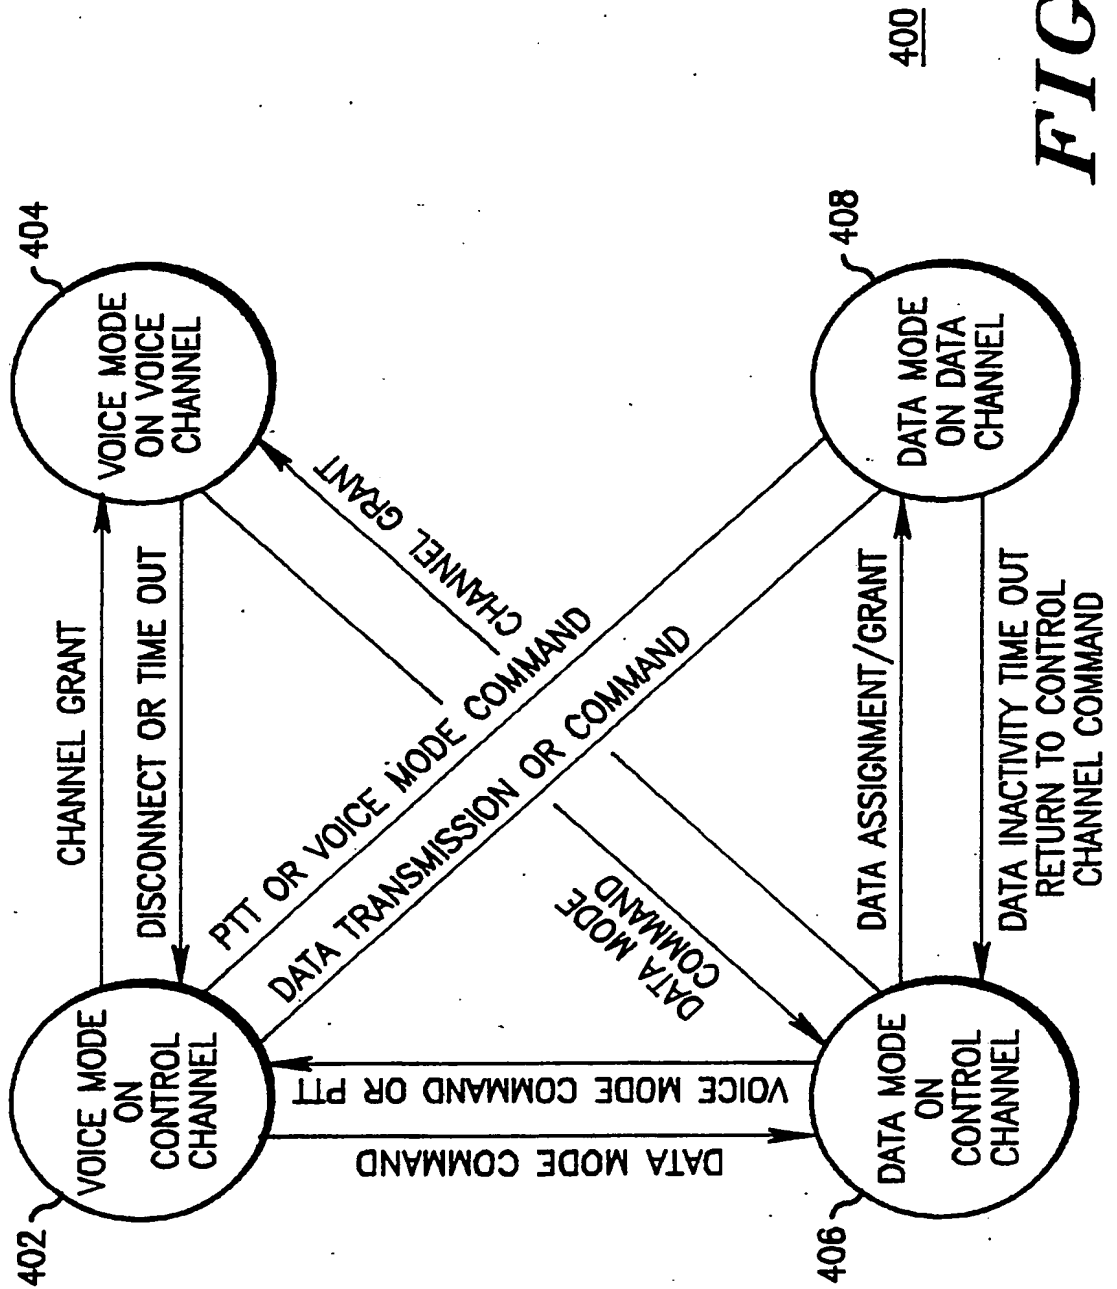 402
VOICE MODE
ON
CONTROL
CHANNEL
CHANNEL GRANT
DISCONNECT OR TIME OUT
404
VOICE MODE
ON VOICE
CHANNEL
PTT OR VOICE MODE COMMAND
DATA TRANSMISSION OR COMMAND
CHANNEL GRANT
DATA MODE
COMMAND
DATA MODE COMMAND
VOICE MODE COMMAND OR PTT
406
DATA MODE
ON
CONTROL
CHANNEL
DATA ASSIGNMENT/GRANT
DATA INACTIVITY TIME OUT
RETURN TO CONTROL
CHANNEL COMMAND
408
DATA MODE
ON DATA
CHANNEL
400
FIG